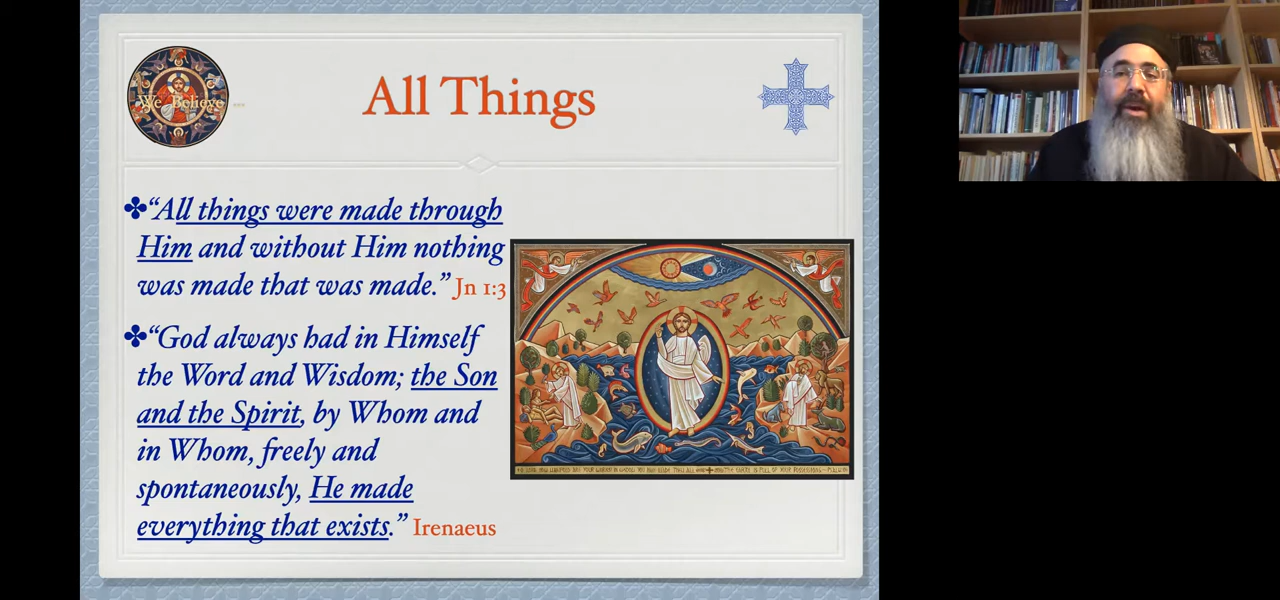 We Believe
All Things
“All things were made through
Him and without Him nothing
was made that was made.” Jn 1:3
“God always had in Himself
the Word and Wisdom; the Son
and the Spirit, by Whom and
in Whom, freely and
spontaneously, He made
everything that exists.” Irenaeus